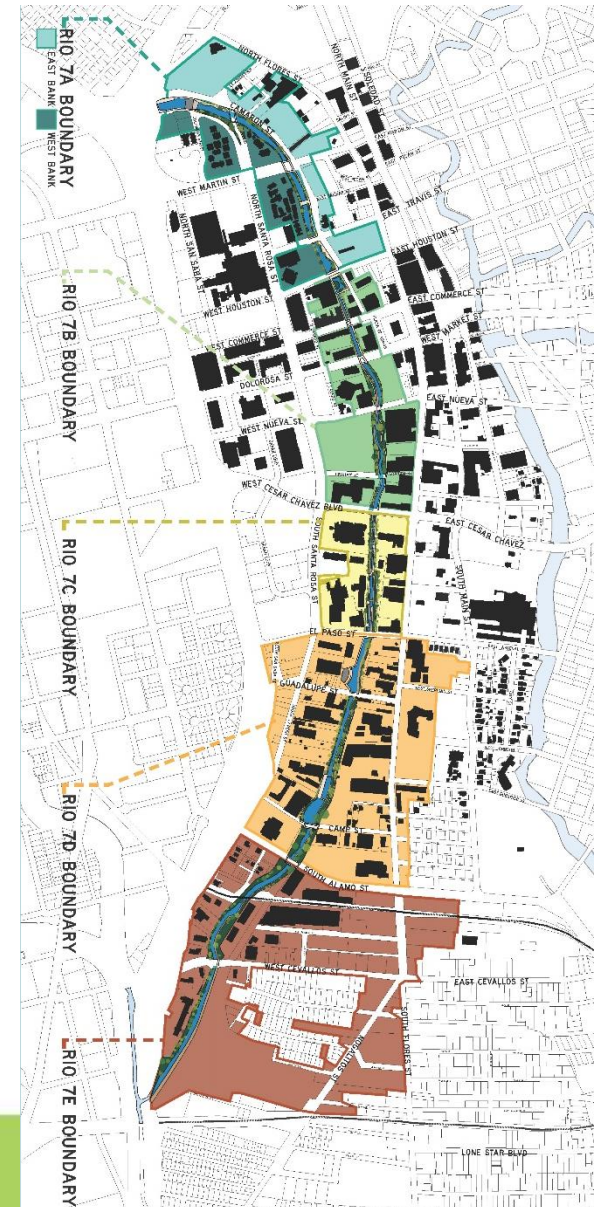 RIO 7A BOUNDARY
EAST BANK
WEST BANK
RIO 7B BOUNDARY
RIO 7C BOUNDARY
RIO 7D BOUNDARY
RIO 7E BOUNDARY
NORTH FLORES ST
CAMARON ST
NORTH MAIN ST
SOLEDAD ST
WEST MARTIN ST
NORTH SANTA ROSA ST
NORTH SAN SABA ST
EAST TRAVIS ST
EAST HOUSTON ST
WEST HOUSTON ST
EAST COMMERCE ST
WEST COMMERCE ST
WEST MARKET ST
DOLOROSA ST
EAST NUEVA ST
WEST NUEVA ST
WEST CESAR CHAVEZ BLVD
EAST CESAR CHAVEZ
SOUTH SANTA ROSA ST
SOUTH MAIN ST
EL PASO ST
GUADALUPE ST
CAMP ST
SOUTH ALAMO ST
WEST CEVALLOS ST
EAST CEVALLOS ST
SOUTH FLORES ST
NOGALITOS ST
LONE STAR BLVD